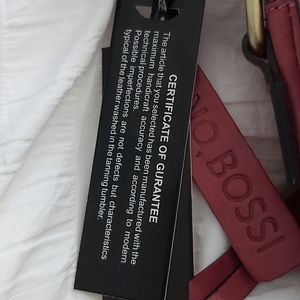 CERTIFICATE OF GURANTEE
The article that you selected has been manufactured with the
maximum handicraft accuracy and according to modern
technical procedures.
Possible imperfections are not defects but characteristics
typical of the leather washed in the tanning tumbler.
NO, BOSSI